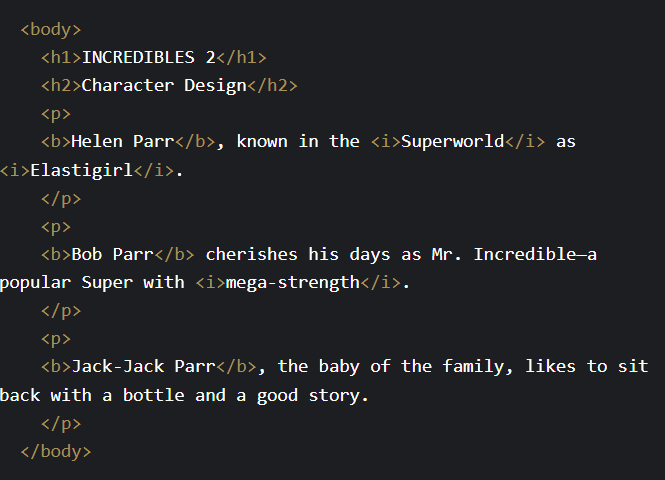 <body>
<h1>INCREDIBLES 2</h1>
<h2>Character Design</h2>
<p>
<b>Helen Parr</b>, known in the <i>Superworld</i> as
<i>Elastigirl</i>.
</p>
<p>
<b>Bob Parr</b> cherishes his days as Mr. Incredible—a
popular Super with <i>mega-strength</i>.
</p>
<p>
<b>Jack-Jack Parr</b>, the baby of the family, likes to sit
back with a bottle and a good story.
</p>
</body>